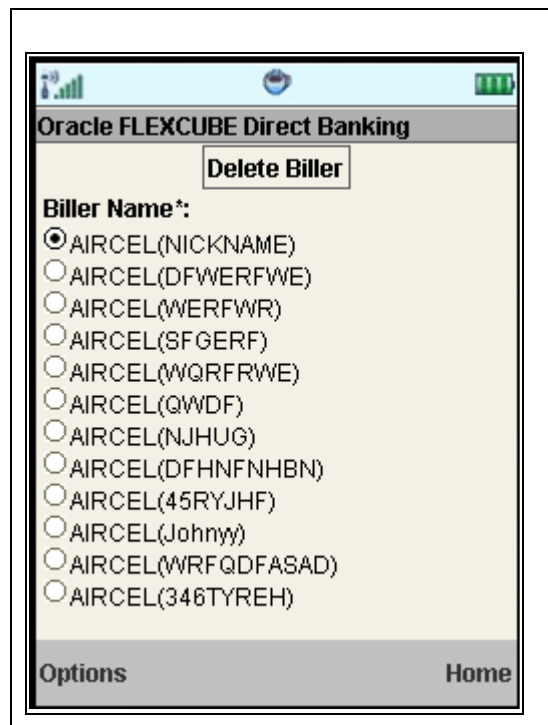 Oracle FLEXCUBE Direct Banking
Delete Biller
Biller Name*:
AIRCEL(NICKNAME)
AIRCEL(DFWERFWE)
AIRCEL(WERFWR)
AIRCEL(SFGERF)
AIRCEL(WQRFRWE)
AIRCEL(QWDF)
AIRCEL(NJHUG)
AIRCEL(DFHNFNHBN)
AIRCEL(45RYJHF)
AIRCEL(Johnyy)
AIRCEL(WRFQDFASAD)
AIRCEL(346TYREH)
Options Home